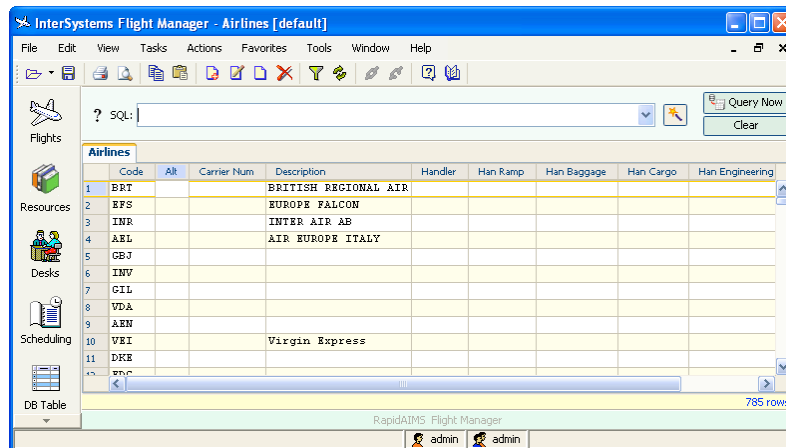 InterSystems Flight Manager - Airlines [default]
File Edit View Tasks Actions Favorites Tools Window Help
? SQL:
Query Now
Clear
Flights
Resources
Desks
Scheduling
DB Table
Airlines
Code Alt Carrier Num Description Handler Han Ramp Han Baggage Han Cargo Han Engineering
1 BRT BRITISH REGIONAL AIR
2 EFS EUROPE FALCON
3 INR INTER AIR AB
4 AEL AIR EUROPE ITALY
5 GBJ
6 INV
7 GIL
8 VDA
9 AEN
10 VEI Virgin Express
11 DKE
785 rows
RapidAIMS Flight Manager
admin admin